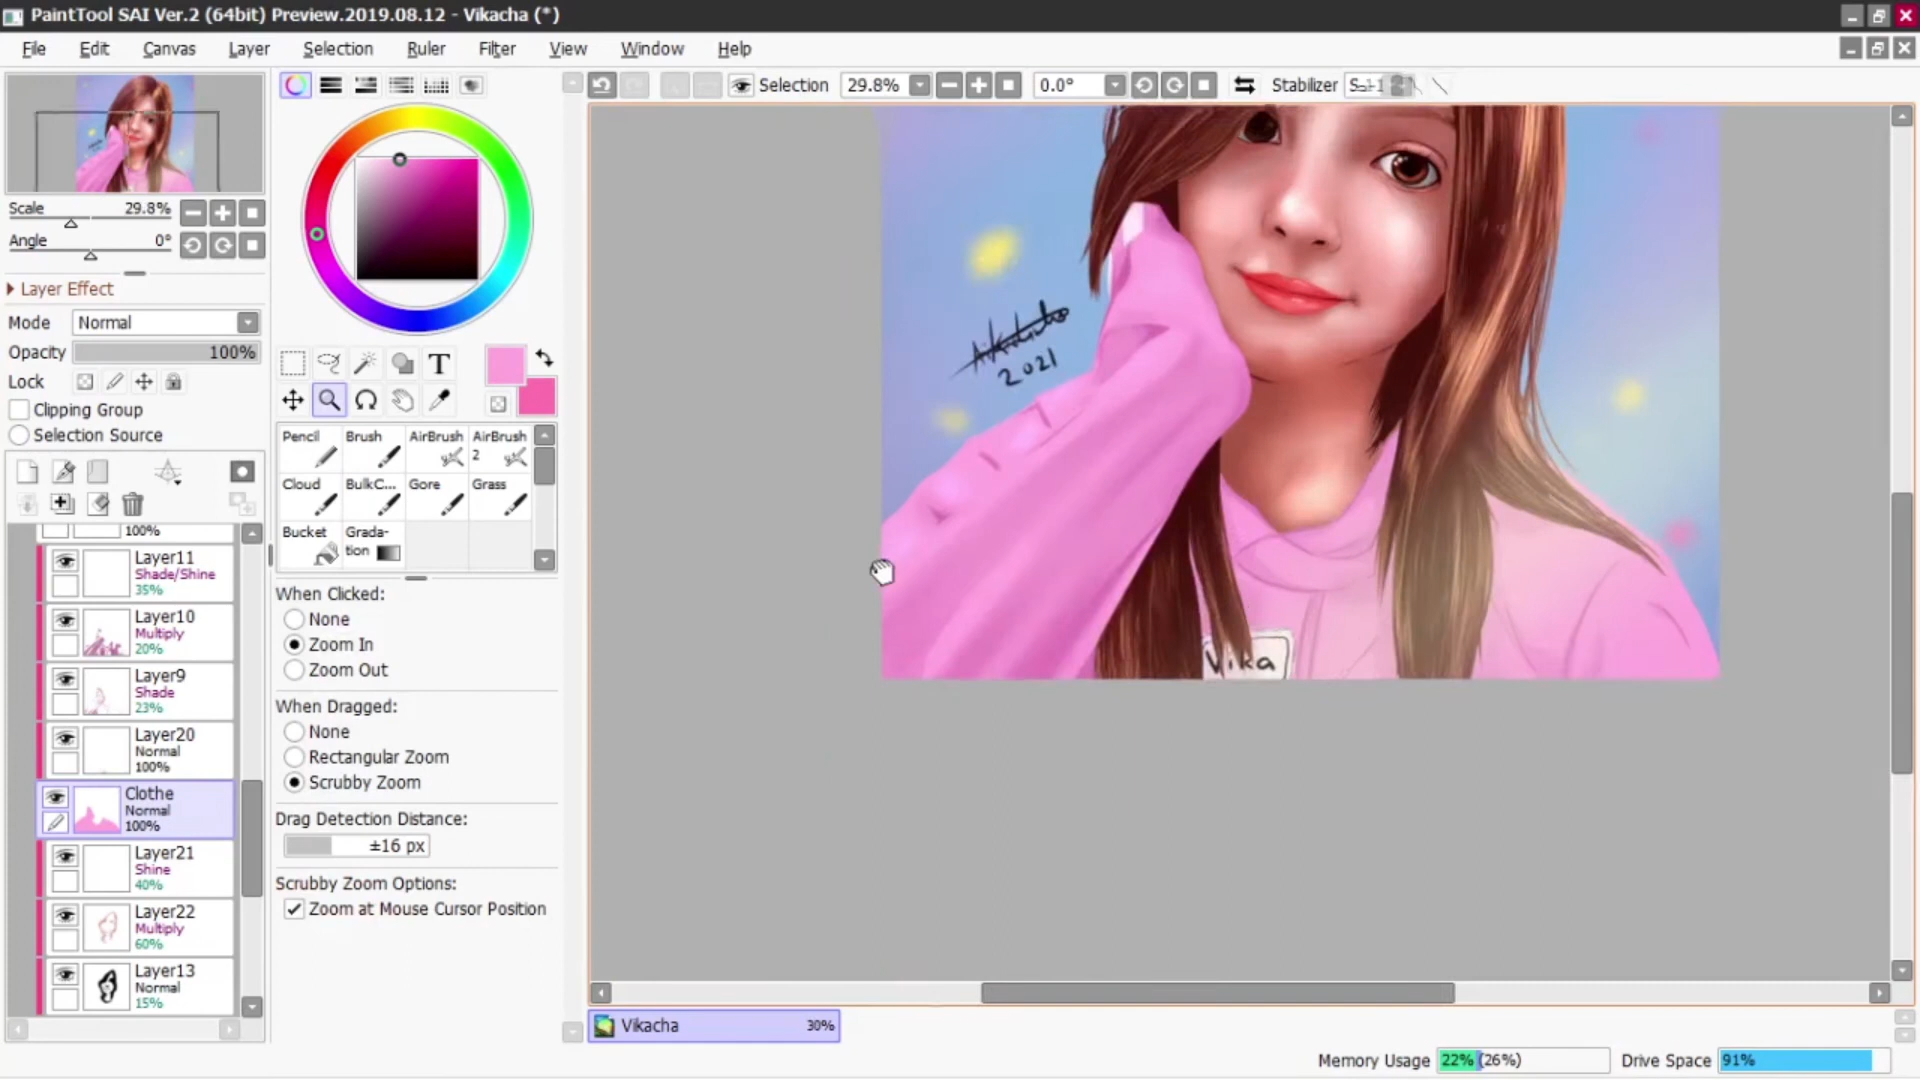 PaintTool SAI Ver.2 (64bit) Preview.2019.08.12 - Vikacha (*)
File Edit Canvas Layer Selection Ruler Filter View Window Help
Selection 29.8% 0.0° Stabilizer
Scale 29.8%
Angle 0°
Layer Effect
Mode Normal
Opacity 100%
Lock
Clipping Group
Selection Source
100%
Layer11
Shade/Shine
35%
Layer10
Multiply
20%
Layer9
Shade
23%
Layer20
Normal
100%
Clothe
Normal
100%
Layer21
Shine
40%
Layer22
Multiply
60%
Layer13
Normal
15%
T
Pencil Brush AirBrush AirBrush 2
Cloud BulkC... Gore Grass
Bucket Grada-
tion
When Clicked:
None
Zoom In
Zoom Out
When Dragged:
None
Rectangular Zoom
Scrubby Zoom
Drag Detection Distance:
±16 px
Scrubby Zoom Options:
Zoom at Mouse Cursor Position
2021
Vika
Vikacha 30%
Memory Usage 22% (26%) Drive Space 91%